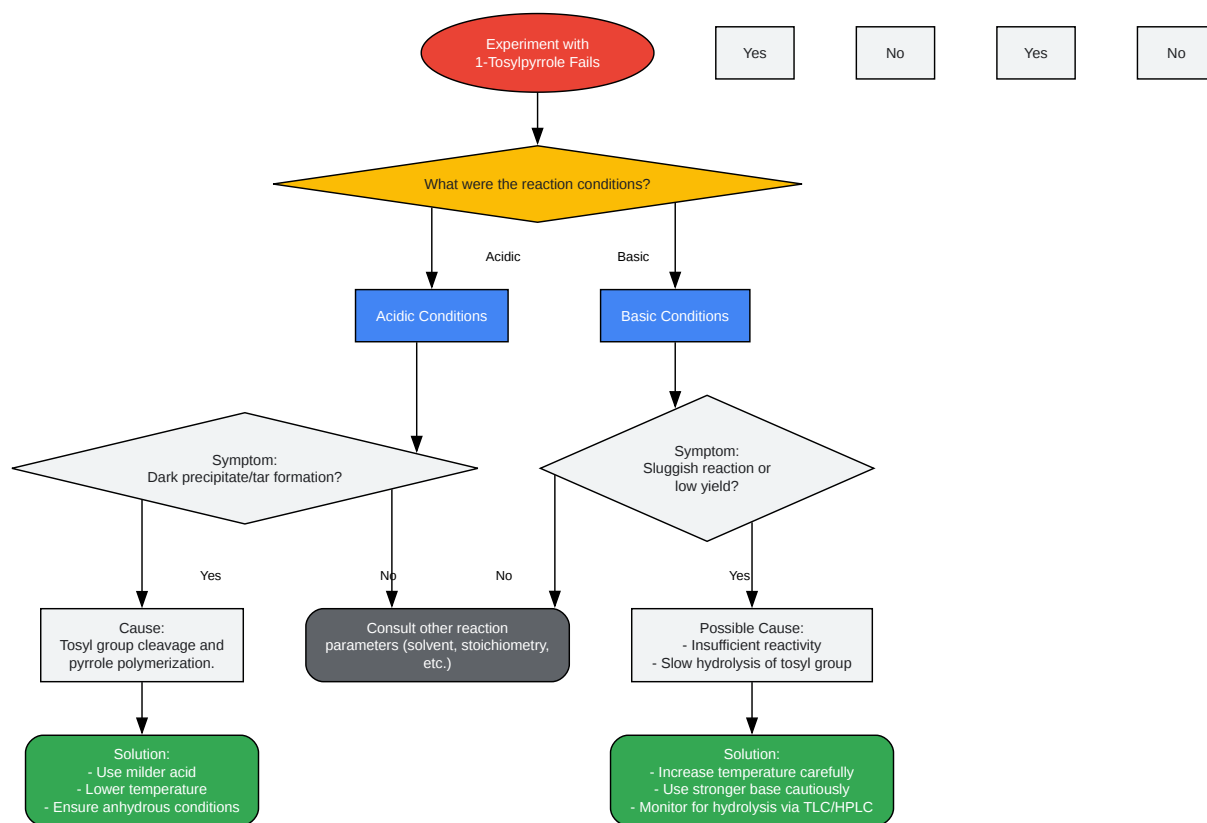 Experiment with
1-Tosylpyrrole Fails
Yes
No
Yes
No
What were the reaction conditions?
Acidic
Basic
Acidic Conditions
Basic Conditions
Symptom:
Dark precipitate/tar formation?
Symptom:
Sluggish reaction or
low yield?
Yes
No
No
Yes
Cause:
Tosyl group cleavage and
pyrrole polymerization.
Consult other reaction
parameters (solvent, stoichiometry,
etc.)
Possible Cause:
- Insufficient reactivity
- Slow hydrolysis of tosyl group
Solution:
- Use milder acid
- Lower temperature
- Ensure anhydrous conditions
Solution:
- Increase temperature carefully
- Use stronger base cautiously
- Monitor for hydrolysis via TLC/HPLC